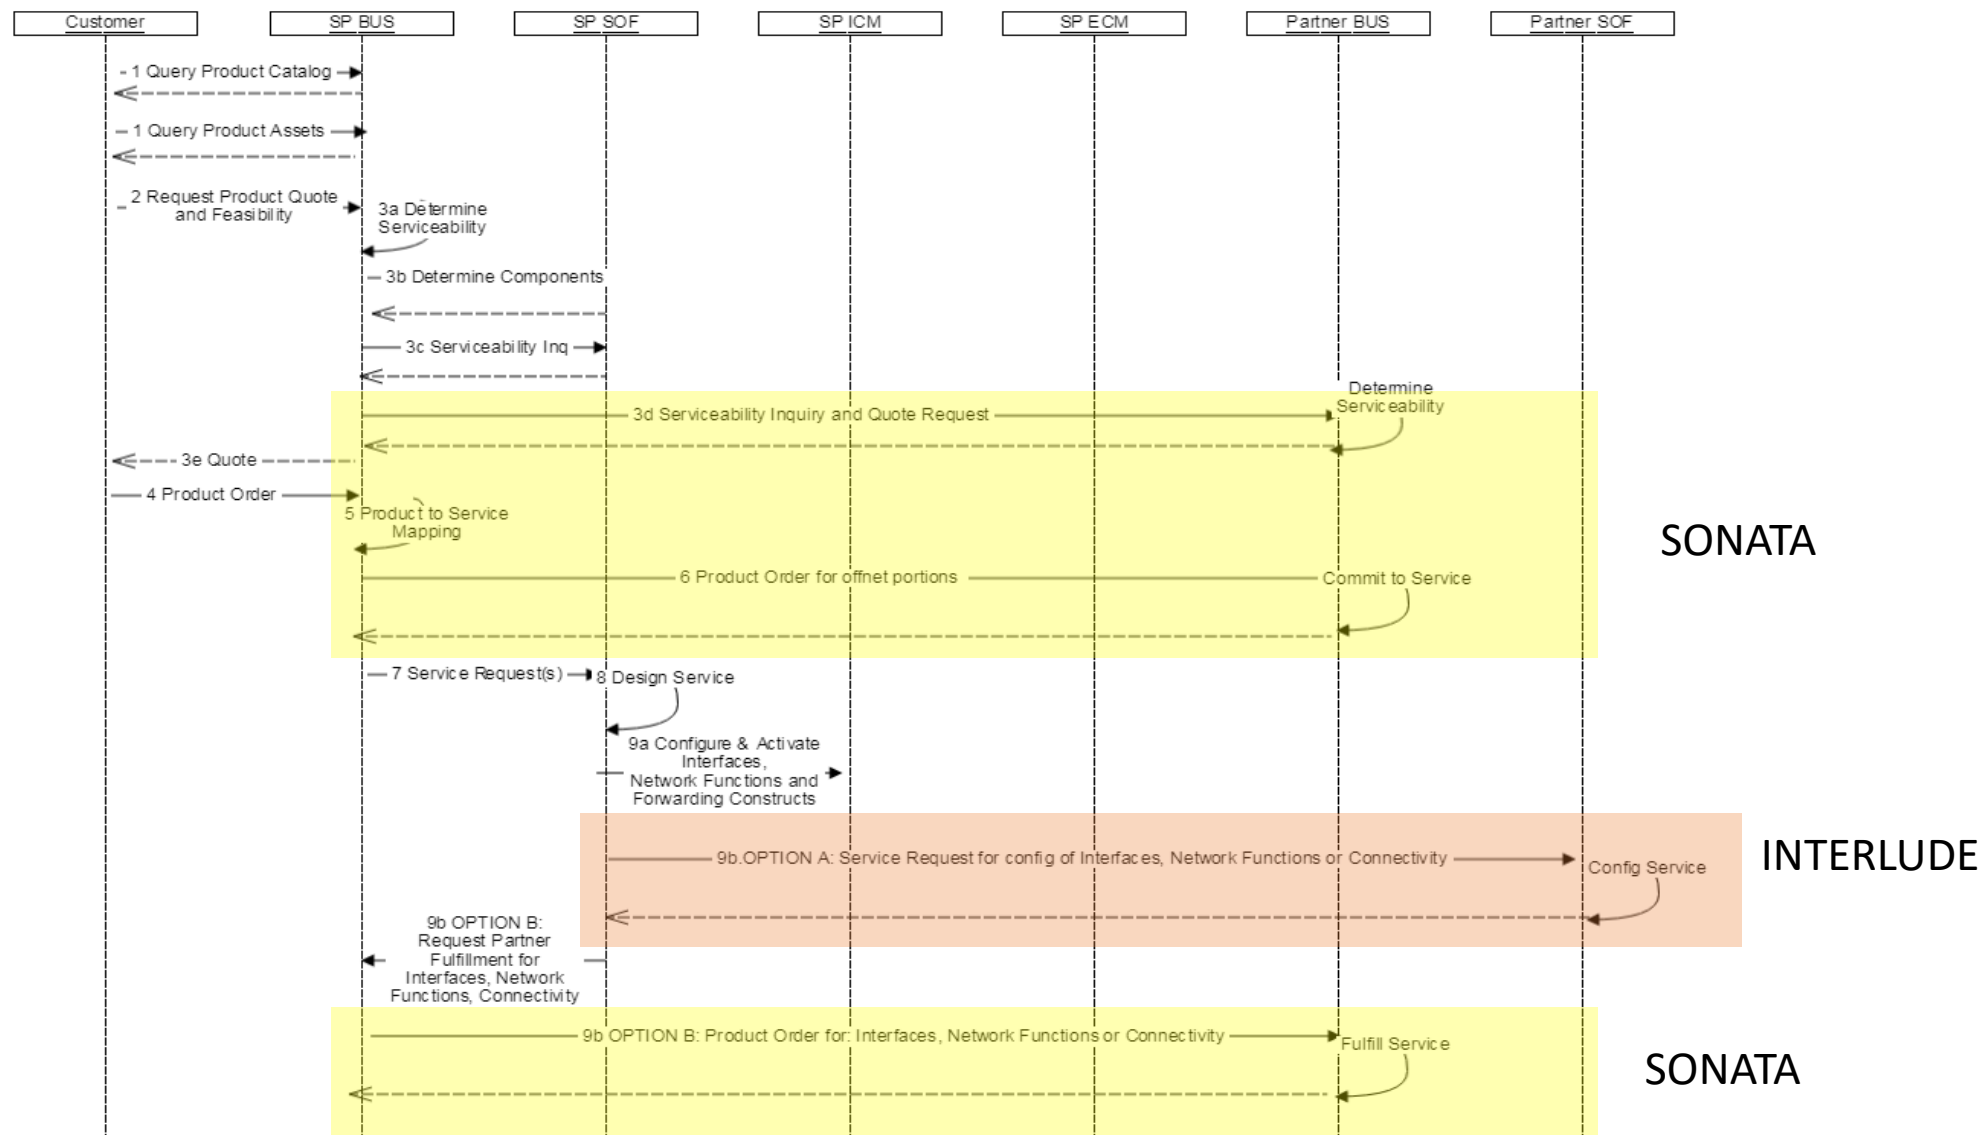 Customer
SP BUS
SP SOF
SP ICM
SP ECM
Partner BUS
Partner SOF
1 Query Product Catalog
1 Query Product Assets
2 Request Product Quote
and Feasibility
3a Determine
Serviceability
3b Determine Components
3c Serviceability Inq
Determine
Serviceability
3d Serviceability Inquiry and Quote Request
3e Quote
4 Product Order
5 Product to Service
Mapping
SONATA
6 Product Order for offnet portions
Commit to Service
7 Service Request(s)
8 Design Service
9a Configure & Activate
Interfaces,
Network Functions and
Forwarding Constructs
9b.OPTION A: Service Request for config of Interfaces, Network Functions or Connectivity
Config Service
INTERLUDE
9b OPTION B:
Request Partner
Fulfillment for
Interfaces, Network
Functions, Connectivity
9b OPTION B: Product Order for: Interfaces, Network Functions or Connectivity
Fulfill Service
SONATA